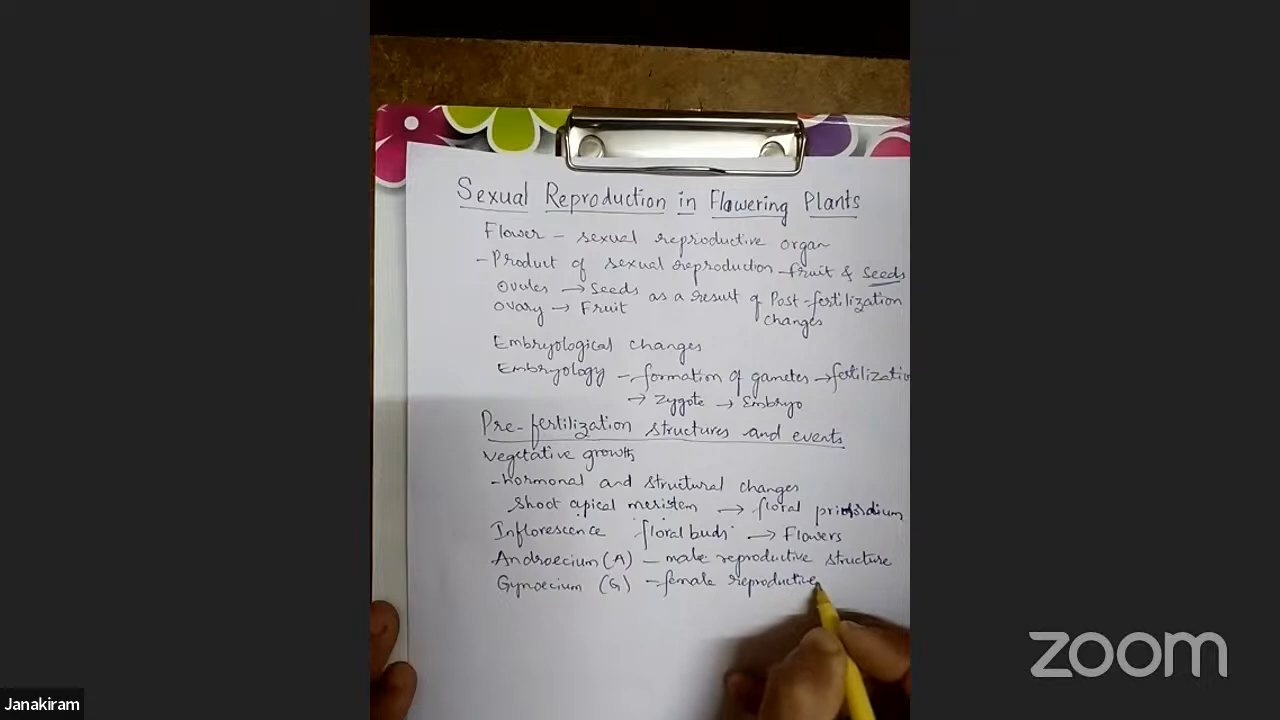 Sexual Reproduction in Flowering Plants
Flower - sexual reproductive organ
- Product of sexual reproduction - fruit & seeds
Ovules → Seeds as a result of Post-fertilization
Ovary → Fruit changes
Embryological changes
Embryology - formation of gametes → fertilization
→ Zygote → Embryo
Pre-fertilization structures and events
Vegetative growth
- hormonal and structural changes
Shoot apical meristem → floral primordium
Inflorescence floral buds → Flowers
Androecium (A) - male reproductive structure
Gynoecium (G) - female reproductive
zoom
Janakiram